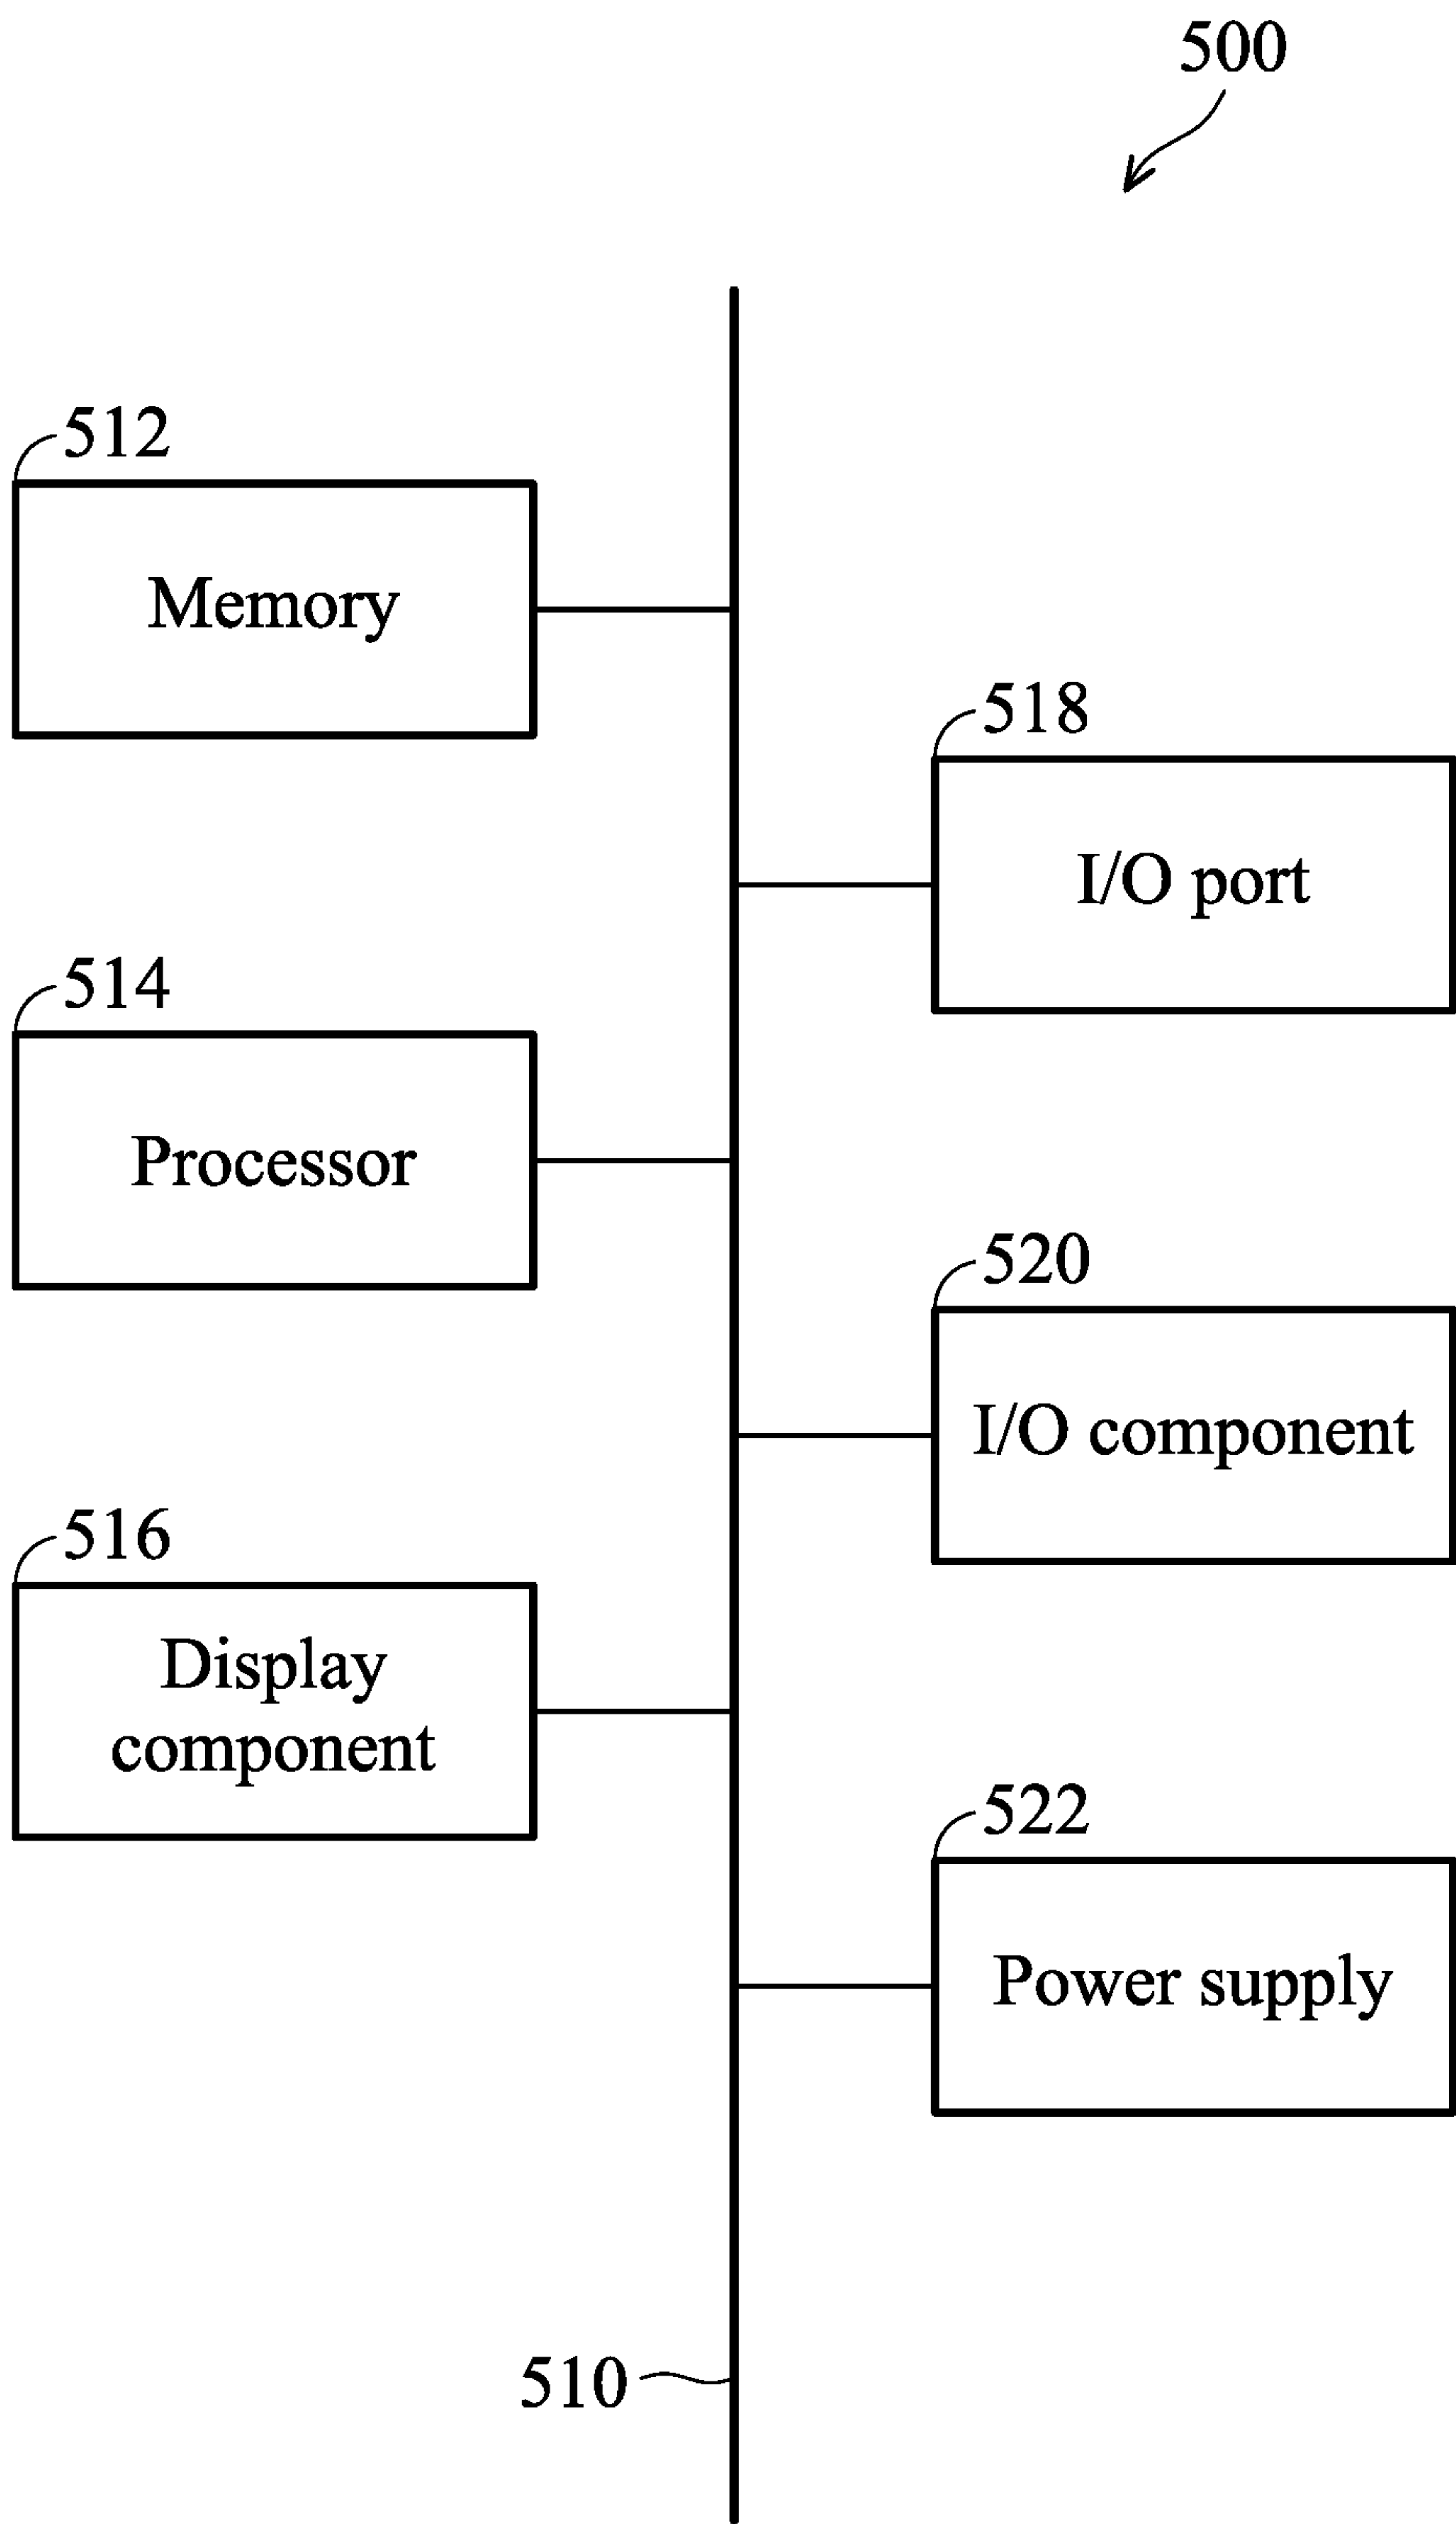 500
512
Memory
518
I/O port
514
Processor
520
I/O component
516
Display
component
522
Power supply
510